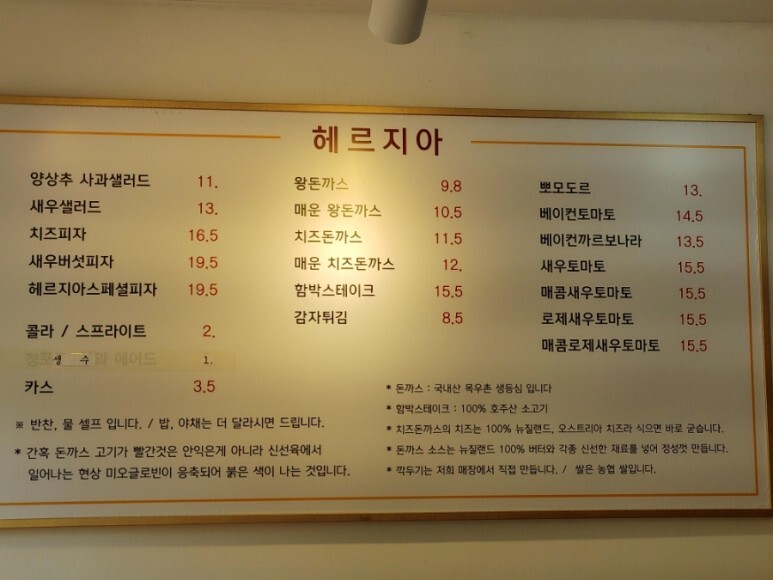 헤르지아
양상추 사과샐러드 11.
새우샐러드 13.
치즈피자 16.5
새우버섯피자 19.5
헤르지아스페셜피자 19.5
콜라 / 스프라이트 2.
생 수 1.
카스 3.5
※ 반찬, 물 셀프 입니다. / 밥, 야채는 더 달라시면 드립니다.
* 간혹 돈까스 고기가 빨간것은 안익은게 아니라 신선육에서
일어나는 현상 미오글로빈이 응축되어 붉은 색이 나는 것입니다.
왕돈까스 9.8
매운 왕돈까스 10.5
치즈돈까스 11.5
매운 치즈돈까스 12.
함박스테이크 15.5
감자튀김 8.5
뽀모도르 13.
베이컨토마토 14.5
베이컨까르보나라 13.5
새우토마토 15.5
매콤새우토마토 15.5
로제새우토마토 15.5
매콤로제새우토마토 15.5
* 돈까스 : 국내산 목우촌 생등심 입니다
* 함박스테이크 : 100% 호주산 소고기
* 치즈돈까스의 치즈는 100% 뉴질랜드, 오스트리아 치즈라 식으면 바로 굳습니다.
* 돈까스 소스는 뉴질랜드 100% 버터와 각종 신선한 재료를 넣어 정성껏 만듭니다.
* 깍두기는 저희 매장에서 직접 만듭니다. / 쌀은 농협 쌀입니다.